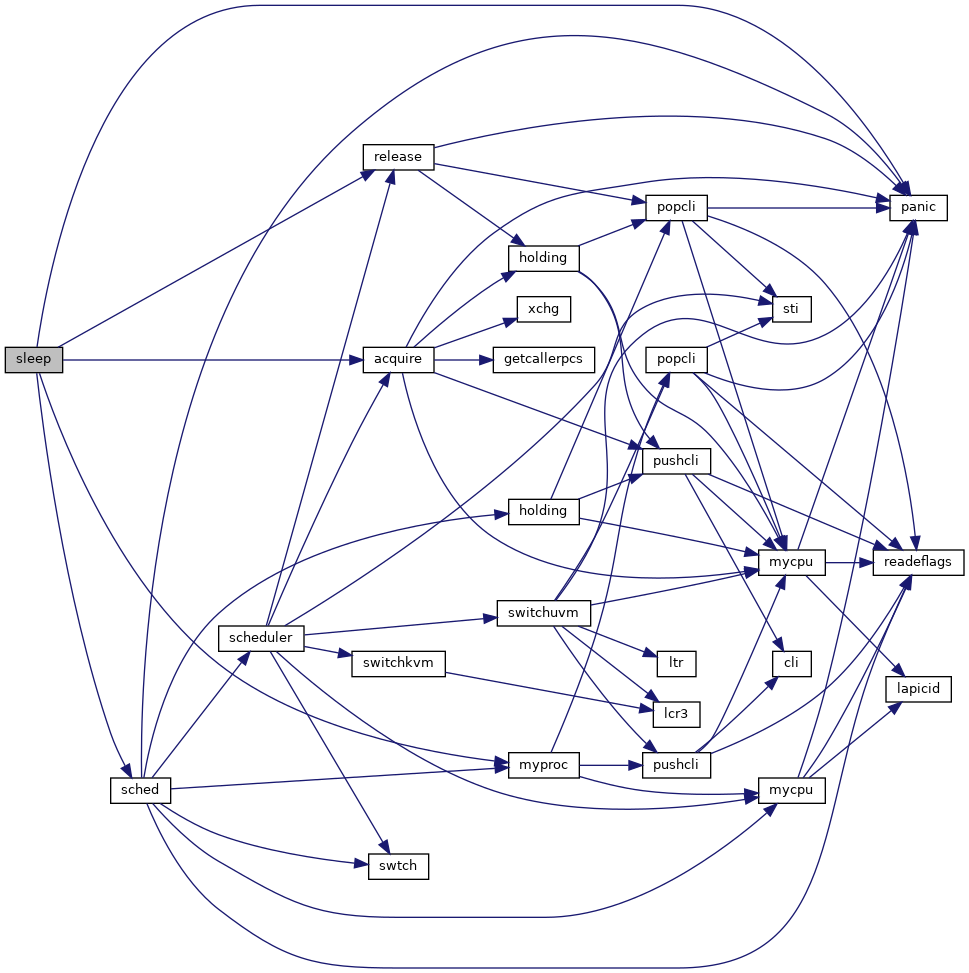 release
panic
popcli
holding
xchg
sti
sleep
acquire
getcallerpcs
popcli
pushcli
holding
mycpu
readeflags
switchuvm
scheduler
switchkvm
ltr
cli
lapicid
lcr3
myproc
pushcli
sched
mycpu
swtch